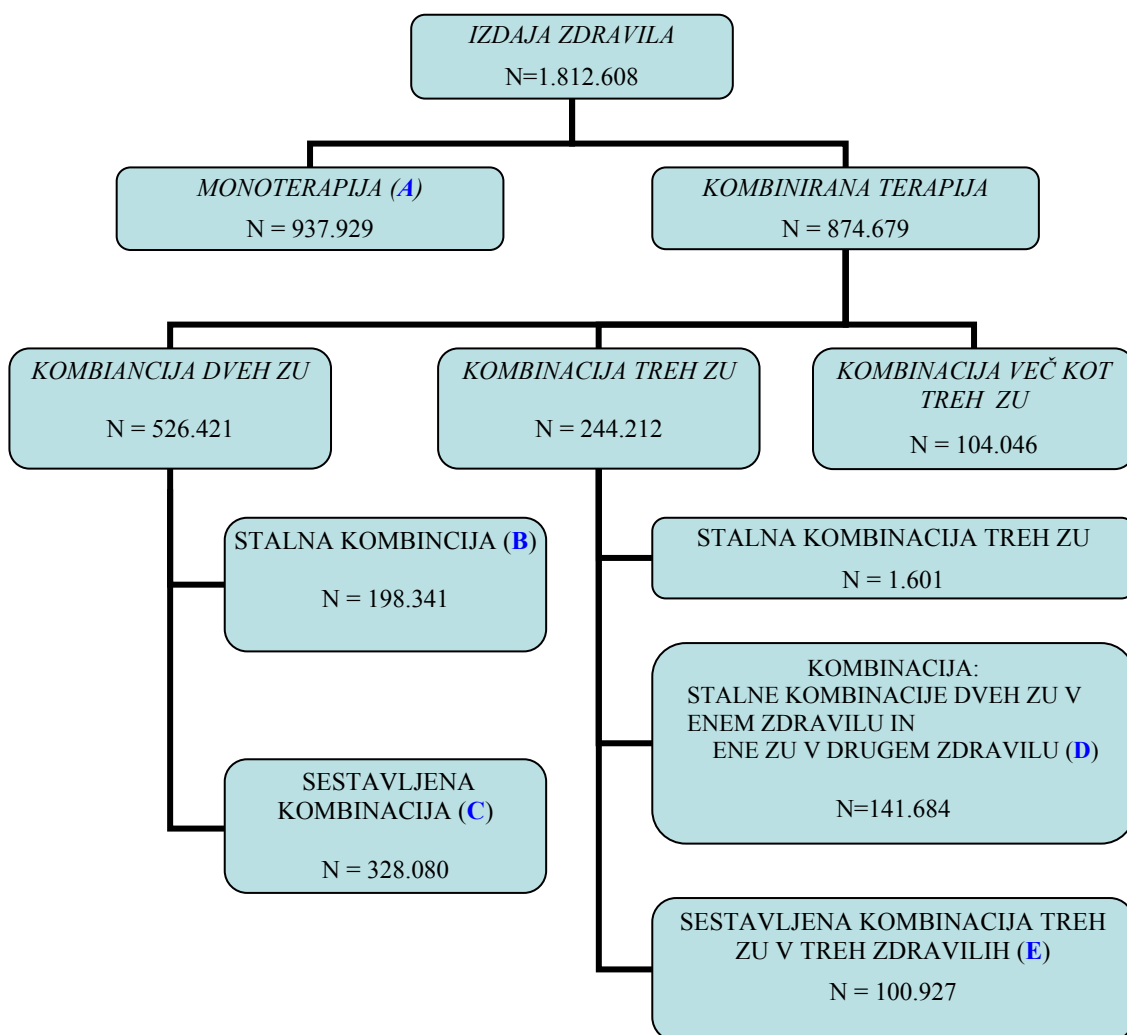 IZDAJA ZDRAVILA
N=1.812.608
MONOTERAPIJA (A)
N = 937.929
KOMBINIRANA TERAPIJA
N = 874.679
KOMBIANCIJA DVEH ZU
N = 526.421
KOMBINACIJA TREH ZU
N = 244.212
KOMBINACIJA VEČ KOT
TREH ZU
N = 104.046
STALNA KOMBINCIJA (B)
N = 198.341
SESTAVLJENA
KOMBINACIJA (C)
N = 328.080
STALNA KOMBINACIJA TREH ZU
N = 1.601
KOMBINACIJA:
STALNE KOMBINACIJE DVEH ZU V
ENEM ZDRAVILU IN
ENE ZU V DRUGEM ZDRAVILU (D)
N=141.684
SESTAVLJENA KOMBINACIJA TREH
ZU V TREH ZDRAVILIH (E)
N = 100.927